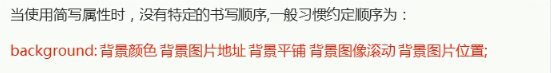 当使用简写属性时，没有特定的书写顺序,一般习惯约定顺序为：
background: 背景颜色 背景图片地址 背景平铺 背景图像滚动 背景图片位置;